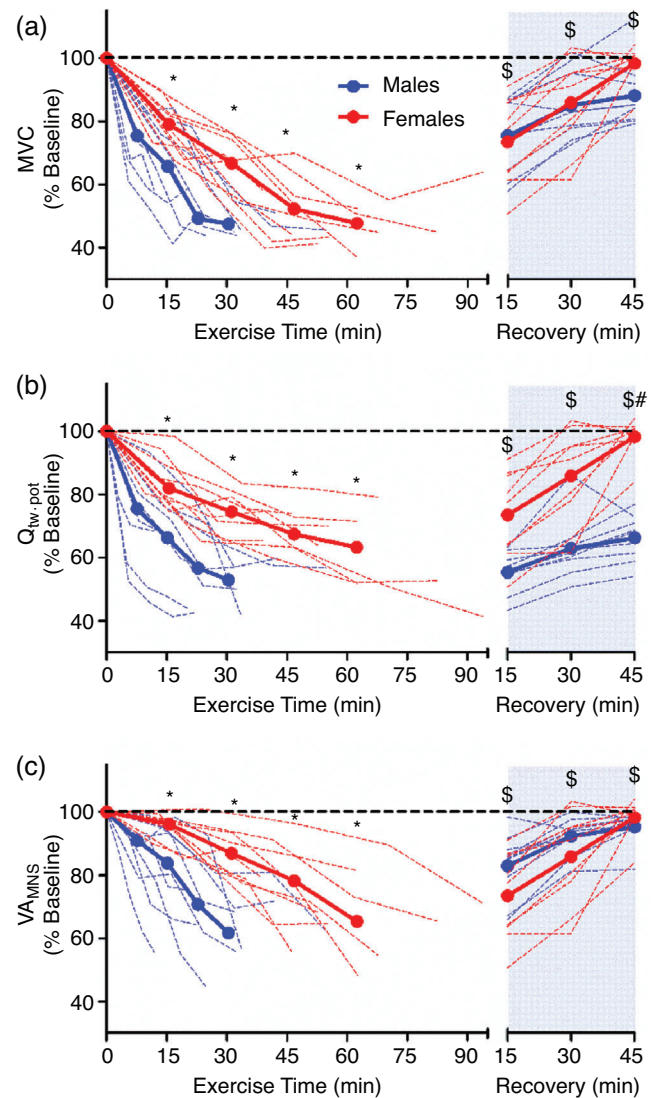 (a)
$ $ $
100
* * * *
Males
Females
80
60
40
MVC
(% Baseline)
0 15 30 45 60 75 90 15 30 45
Exercise Time (min) Recovery (min)
(b)
$ $ $#
100
* * * *
80
60
40
Qtw·pot
(% Baseline)
0 15 30 45 60 75 90 15 30 45
Exercise Time (min) Recovery (min)
(c)
$ $ $
100
* * * *
80
60
40
VAMNS
(% Baseline)
0 15 30 45 60 75 90 15 30 45
Exercise Time (min) Recovery (min)